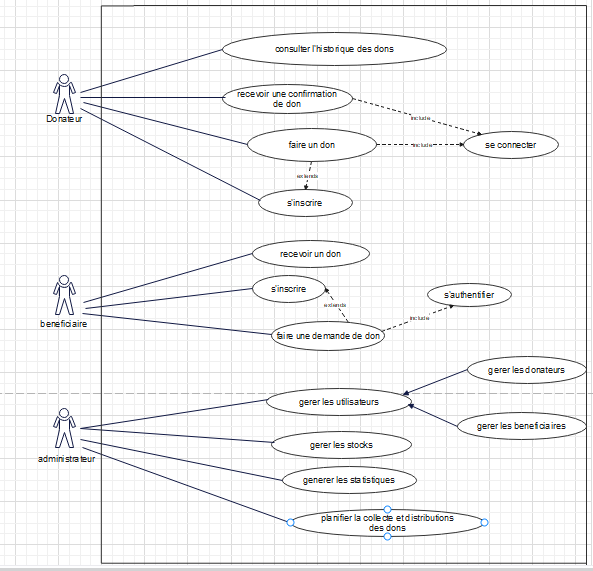 consulter l'historique des dons
recevoir une confirmation
de don
Donateur
include
faire un don
include
se connecter
extends
s'inscrire
recevoir un don
s'inscrire
s'authentifier
extends
include
beneficiaire
faire une demande de don
gerer les donateurs
gerer les utilisateurs
gerer les beneficiaires
gerer les stocks
administrateur
generer les statistiques
planifier la collecte et distributions
des dons